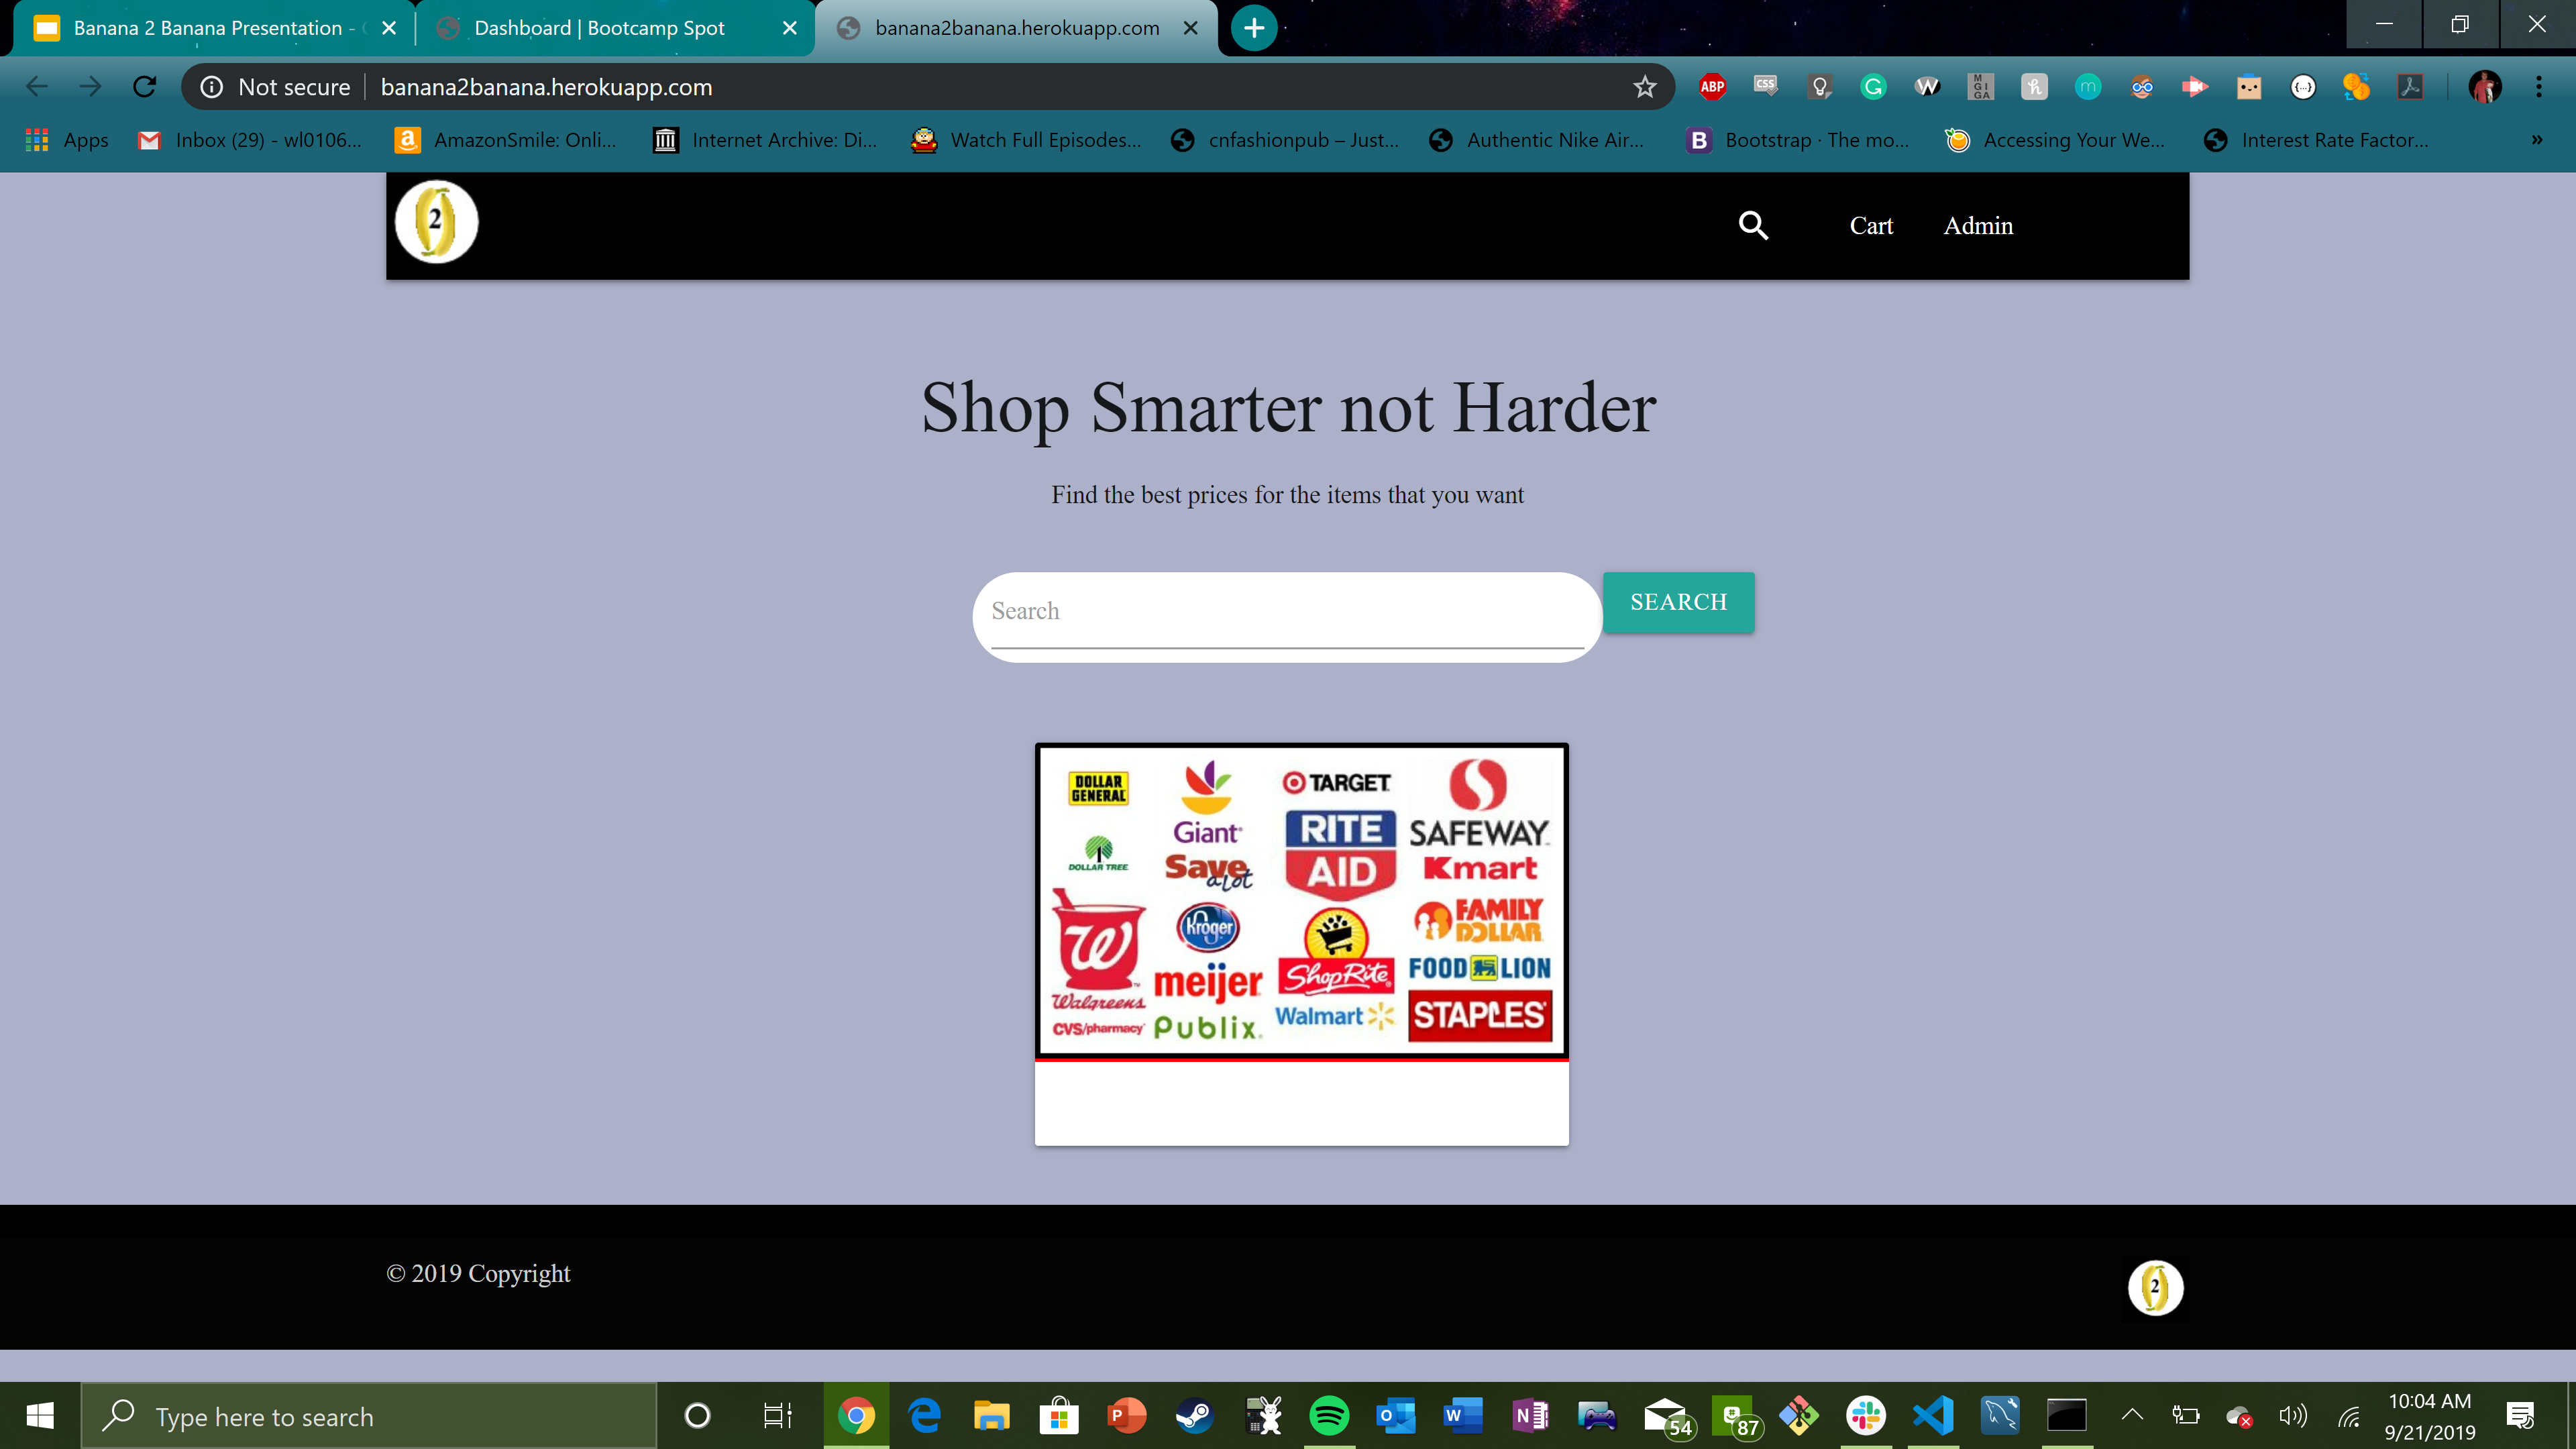 Banana 2 Banana Presentation -
Dashboard | Bootcamp Spot
banana2banana.herokuapp.com
Not secure
banana2banana.herokuapp.com
ABP
CSS
Apps
Inbox (29) - wl0106...
AmazonSmile: Onli...
Internet Archive: Di...
Watch Full Episodes...
cnfashionpub – Just...
Authentic Nike Air...
Bootstrap · The mo...
Accessing Your We...
Interest Rate Factor...
2
Cart
Admin
Shop Smarter not Harder
Find the best prices for the items that you want
Search
SEARCH
DOLLAR GENERAL
Giant
TARGET
SAFEWAY
DOLLAR TREE
Save a lot
RITE AID
Kmart
Walgreens
Kroger
ShopRite
FAMILY DOLLAR
meijer
FOOD LION
CVS/pharmacy
Publix
Walmart
STAPLES
© 2019 Copyright
2
Type here to search
54
87
10:04 AM
9/21/2019